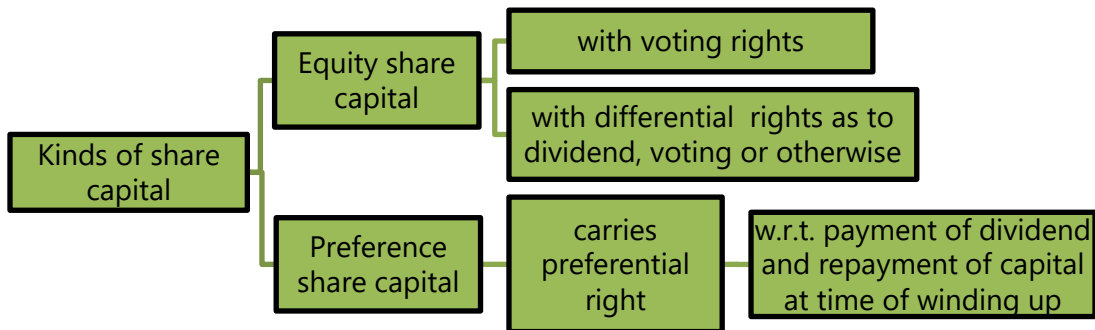 Kinds of share
capital
Equity share
capital
with voting rights
with differential rights as to
dividend, voting or otherwise
Preference
share capital
carries
preferential
right
w.r.t. payment of dividend
and repayment of capital
at time of winding up